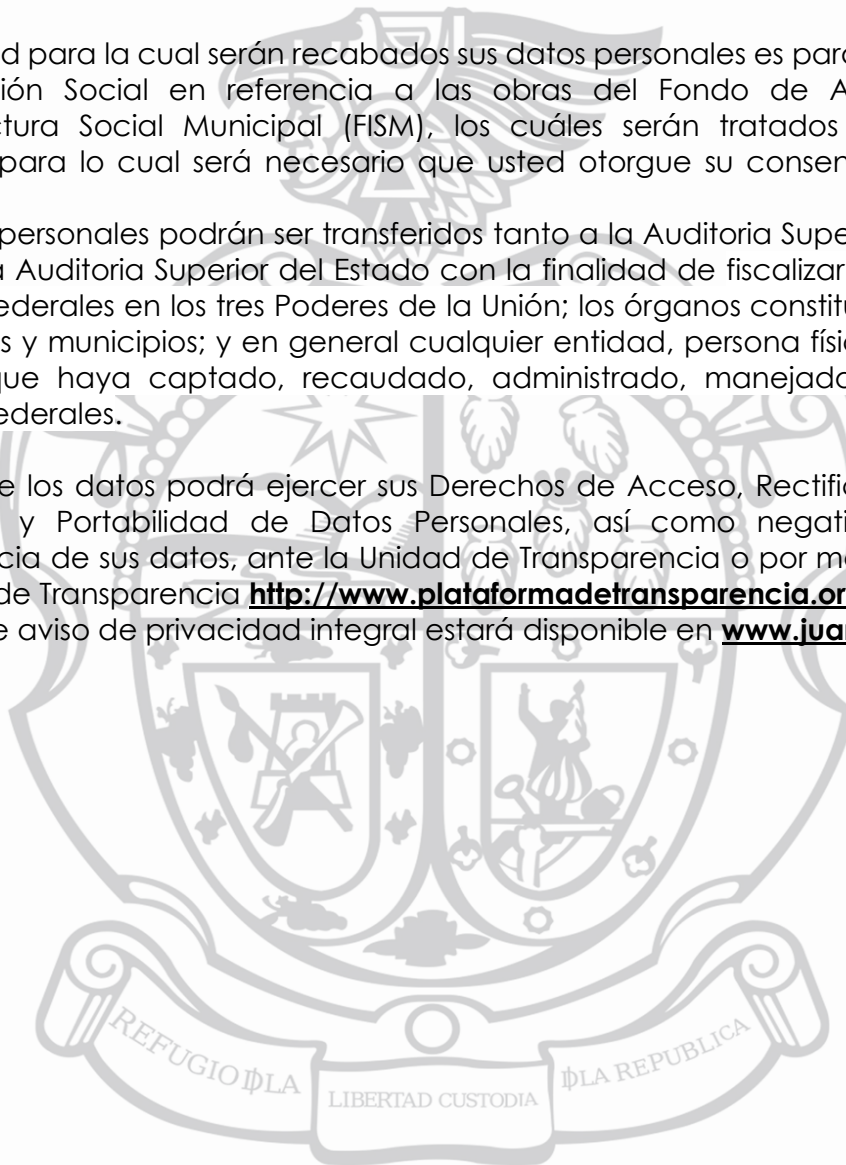 d para la cual serán recabados sus datos personales es para
ión Social en referencia a las obras del Fondo de A
ctura Social Municipal (FISM), los cuáles serán tratados
para lo cual será necesario que usted otorgue su consen
personales podrán ser transferidos tanto a la Auditoria Supe
a Auditoria Superior del Estado con la finalidad de fiscalizar
ederales en los tres Poderes de la Unión; los órganos constitu
s y municipios; y en general cualquier entidad, persona físi
que haya captado, recaudado, administrado, manejado
ederales.
e los datos podrá ejercer sus Derechos de Acceso, Rectific
y Portabilidad de Datos Personales, así como negati
cia de sus datos, ante la Unidad de Transparencia o por me
de Transparencia http://www.plataformadetransparencia.or
e aviso de privacidad integral estará disponible en www.juar
REFUGIO DLA
LIBERTAD CUSTODIA
DLA REPUBLICA